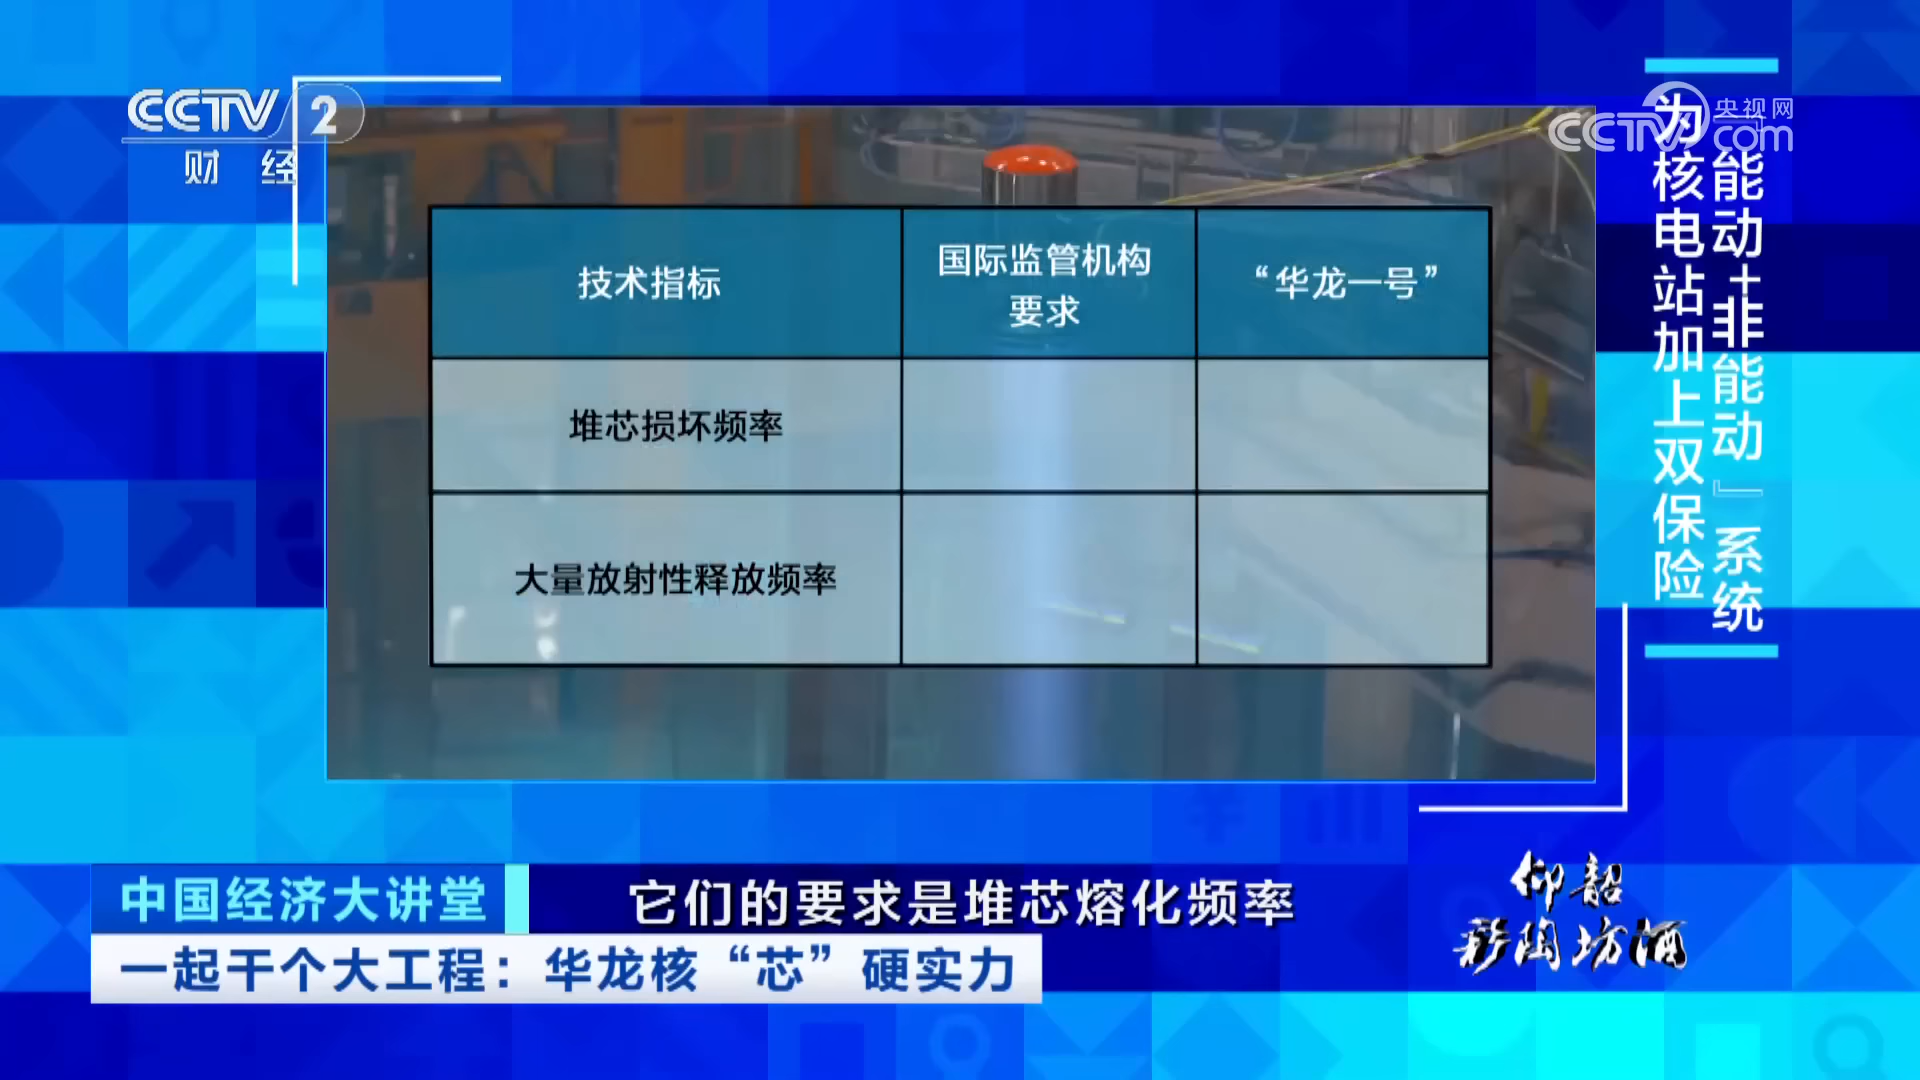 CCTV 2
财 经
央视网
CCTV.com
技术指标
国际监管机构
要求
“华龙一号”
堆芯损坏频率
大量放射性释放频率
能动+非能动』系统
为核电站加上双保险
中国经济大讲堂
它们的要求是堆芯熔化频率
一起干个大工程：华龙核“芯”硬实力
仰韶
彩陶坊酒